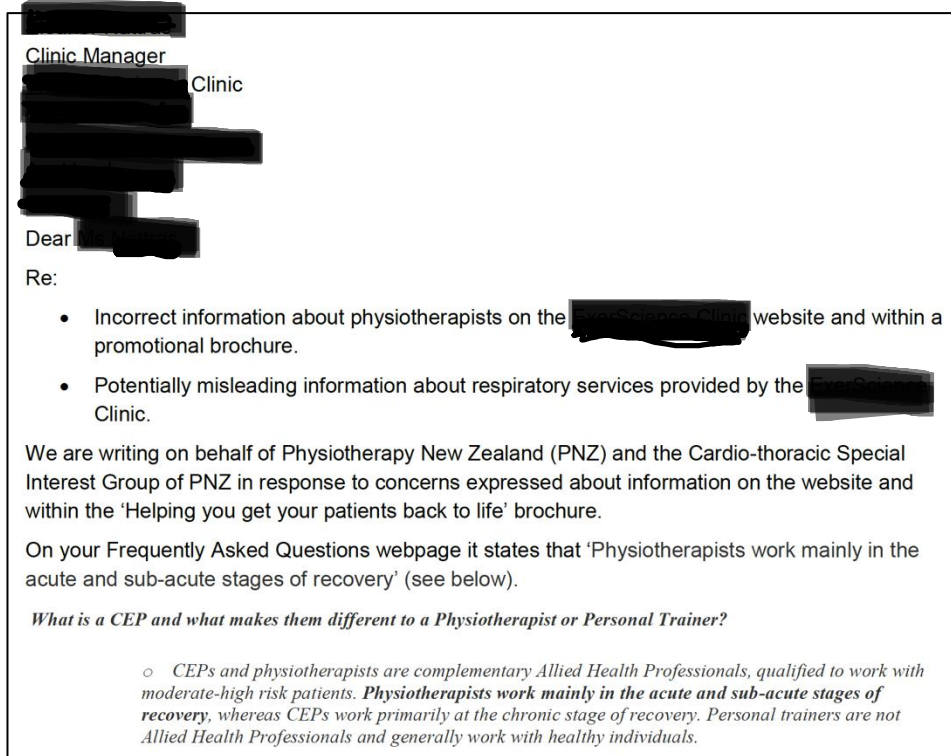 Clinic Manager
Clinic
Dear
Re:
• Incorrect information about physiotherapists on the website and within a
promotional brochure.
• Potentially misleading information about respiratory services provided by the
Clinic.
We are writing on behalf of Physiotherapy New Zealand (PNZ) and the Cardio-thoracic Special
Interest Group of PNZ in response to concerns expressed about information on the website and
within the ‘Helping you get your patients back to life’ brochure.
On your Frequently Asked Questions webpage it states that ‘Physiotherapists work mainly in the
acute and sub-acute stages of recovery’ (see below).
What is a CEP and what makes them different to a Physiotherapist or Personal Trainer?
○ CEPs and physiotherapists are complementary Allied Health Professionals, qualified to work with
moderate-high risk patients. Physiotherapists work mainly in the acute and sub-acute stages of
recovery, whereas CEPs work primarily at the chronic stage of recovery. Personal trainers are not
Allied Health Professionals and generally work with healthy individuals.